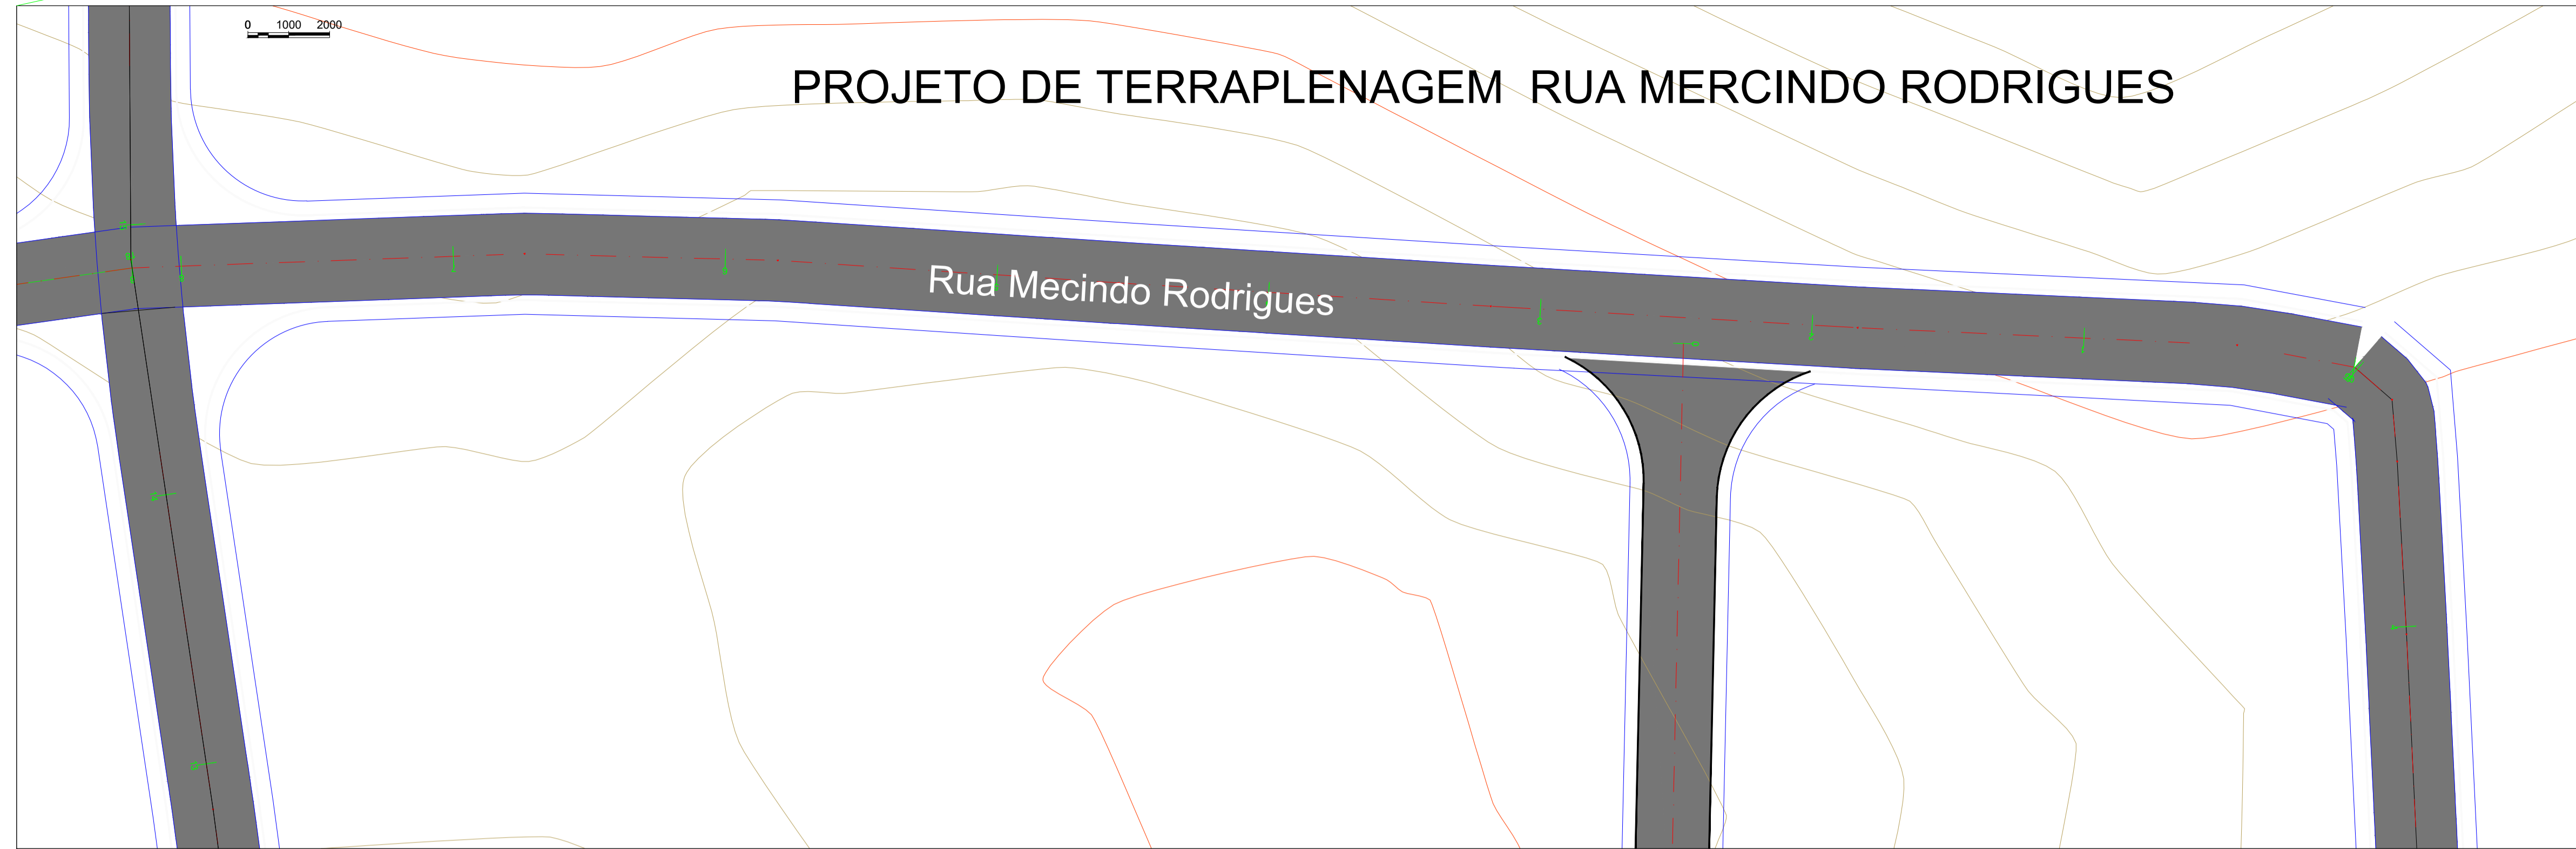 0 1000 2000
PROJETO DE TERRAPLENAGEM RUA MERCINDO RODRIGUES
Rua Mecindo Rodrigues